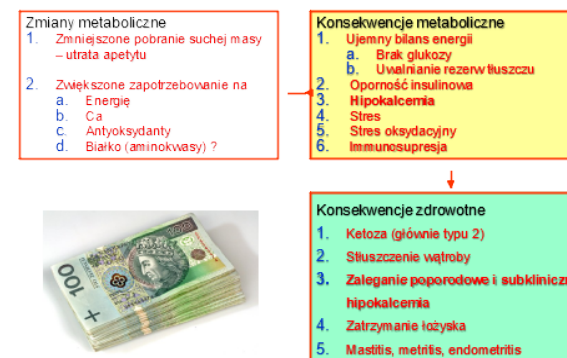 Zmiany metaboliczne
1. Zmniejszone pobranie suchej masy
– utrata apetytu
2. Zwiększone zapotrzebowanie na
a. Energię
b. Ca
c. Antyoksydanty
d. Białko (aminokwasy) ?
Konsekwencje metaboliczne
1. Ujemny bilans energii
a. Brak glukozy
b. Uwalnianie rezerw tłuszczu
2. Oporność insulinowa
3. Hipokalcemia
4. Stres
5. Stres oksydacyjny
6. Immunosupresja
Konsekwencje zdrowotne
1. Ketoza (głównie typu 2)
2. Stłuszczenie wątroby
3. Zaleganie poporodowe i subkliniczn
hipokalcemia
4. Zatrzymanie łożyska
5. Mastitis, metritis, endometritis
100
100